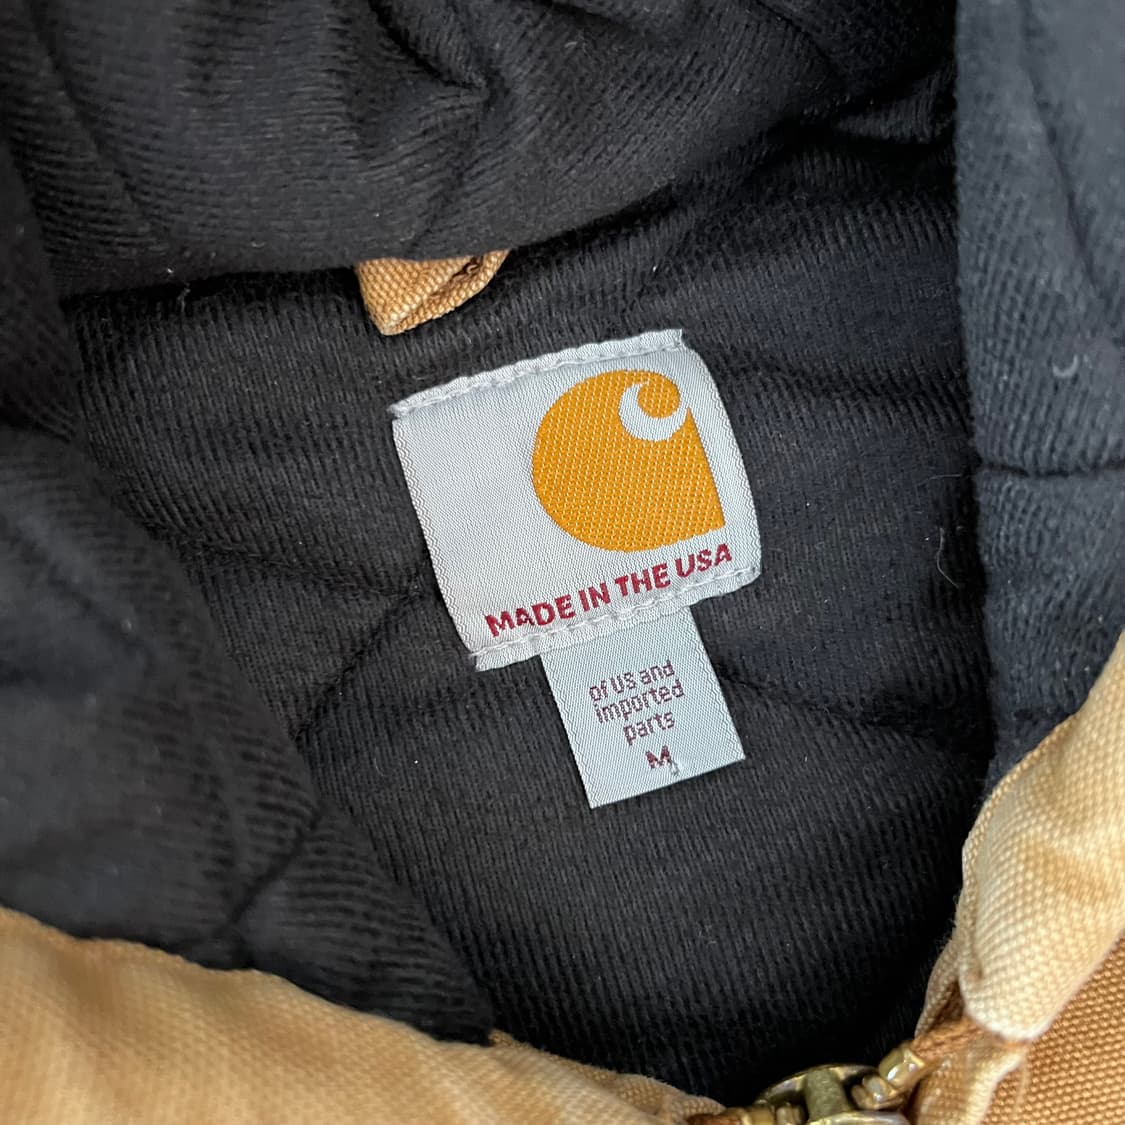 MADE IN THE USA
of US and
imported
parts
M